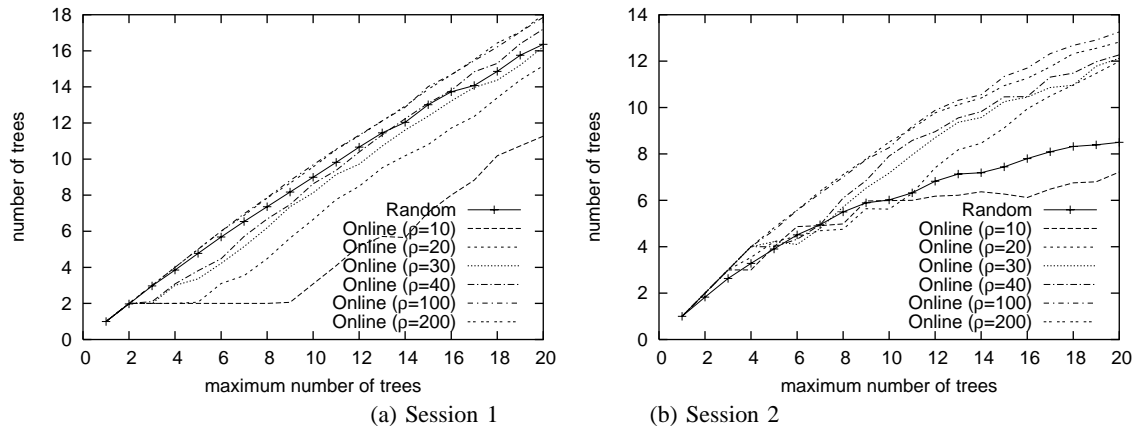 18
16
14
12
10
8
6
4
2
0
number of trees
Random
Online (ρ=10)
Online (ρ=20)
Online (ρ=30)
Online (ρ=40)
Online (ρ=100)
Online (ρ=200)
0 2 4 6 8 10 12 14 16 18 20
maximum number of trees
(a) Session 1
14
12
10
8
6
4
2
0
number of trees
Random
Online (ρ=10)
Online (ρ=20)
Online (ρ=30)
Online (ρ=40)
Online (ρ=100)
Online (ρ=200)
0 2 4 6 8 10 12 14 16 18 20
maximum number of trees
(b) Session 2